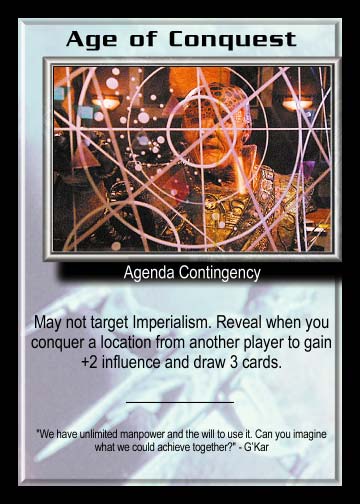 Age of Conquest
Agenda Contingency
May not target Imperialism. Reveal when you
conquer a location from another player to gain
+2 influence and draw 3 cards.
"We have unlimited manpower and the will to use it. Can you imagine
what we could achieve together?" - G'Kar